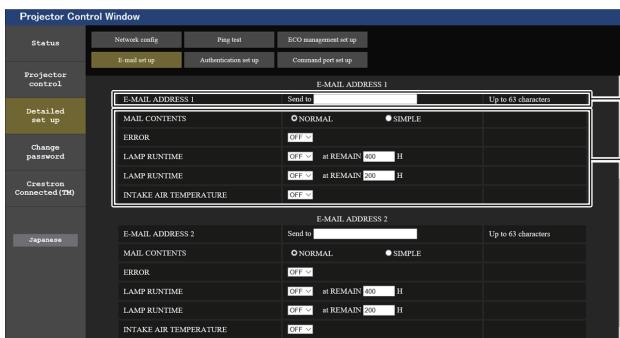 Projector Control Window
Status
Network config
Ping test
ECO management set up
E-mail set up
Authentication set up
Command port set up
Projector
control
Detailed
set up
Change
password
Crestron
Connected(TM)
Japanese
E-MAIL ADDRESS 1
E-MAIL ADDRESS 1 Send to Up to 63 characters
MAIL CONTENTS NORMAL SIMPLE
ERROR OFF
LAMP RUNTIME OFF at REMAIN 400 H
LAMP RUNTIME OFF at REMAIN 200 H
INTAKE AIR TEMPERATURE OFF
E-MAIL ADDRESS 2
E-MAIL ADDRESS 2 Send to Up to 63 characters
MAIL CONTENTS NORMAL SIMPLE
ERROR OFF
LAMP RUNTIME OFF at REMAIN 400 H
LAMP RUNTIME OFF at REMAIN 200 H
INTAKE AIR TEMPERATURE OFF